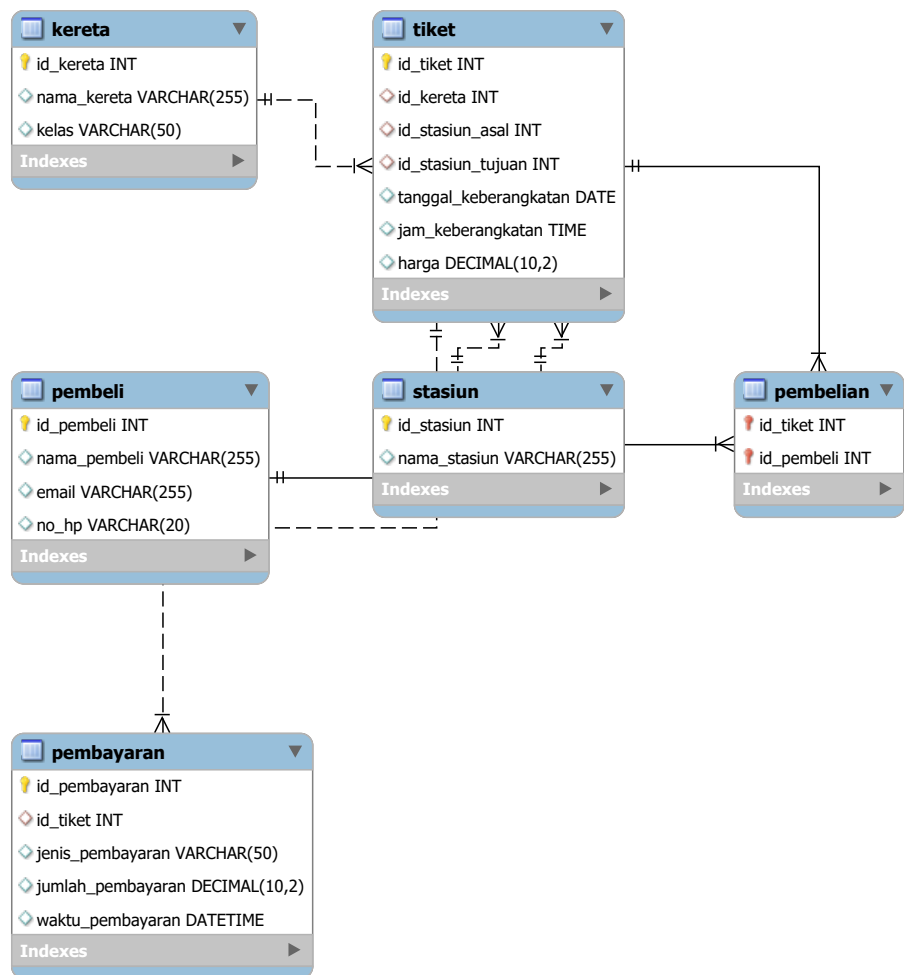 kereta
id_kereta INT
nama_kereta VARCHAR(255)
kelas VARCHAR(50)
Indexes
tiket
id_tiket INT
id_kereta INT
id_stasiun_asal INT
id_stasiun_tujuan INT
tanggal_keberangkatan DATE
jam_keberangkatan TIME
harga DECIMAL(10,2)
Indexes
pembeli
id_pembeli INT
nama_pembeli VARCHAR(255)
email VARCHAR(255)
no_hp VARCHAR(20)
Indexes
stasiun
id_stasiun INT
nama_stasiun VARCHAR(255)
Indexes
pembelian
id_tiket INT
id_pembeli INT
Indexes
pembayaran
id_pembayaran INT
id_tiket INT
jenis_pembayaran VARCHAR(50)
jumlah_pembayaran DECIMAL(10,2)
waktu_pembayaran DATETIME
Indexes